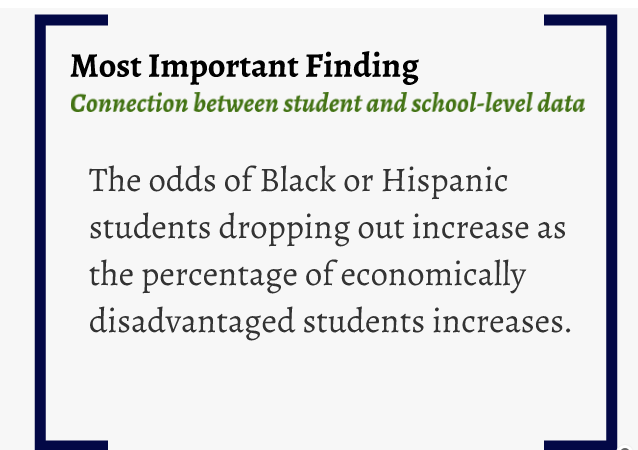 Most Important Finding
Connection between student and school-level data
The odds of Black or Hispanic
students dropping out increase as
the percentage of economically
disadvantaged students increases.